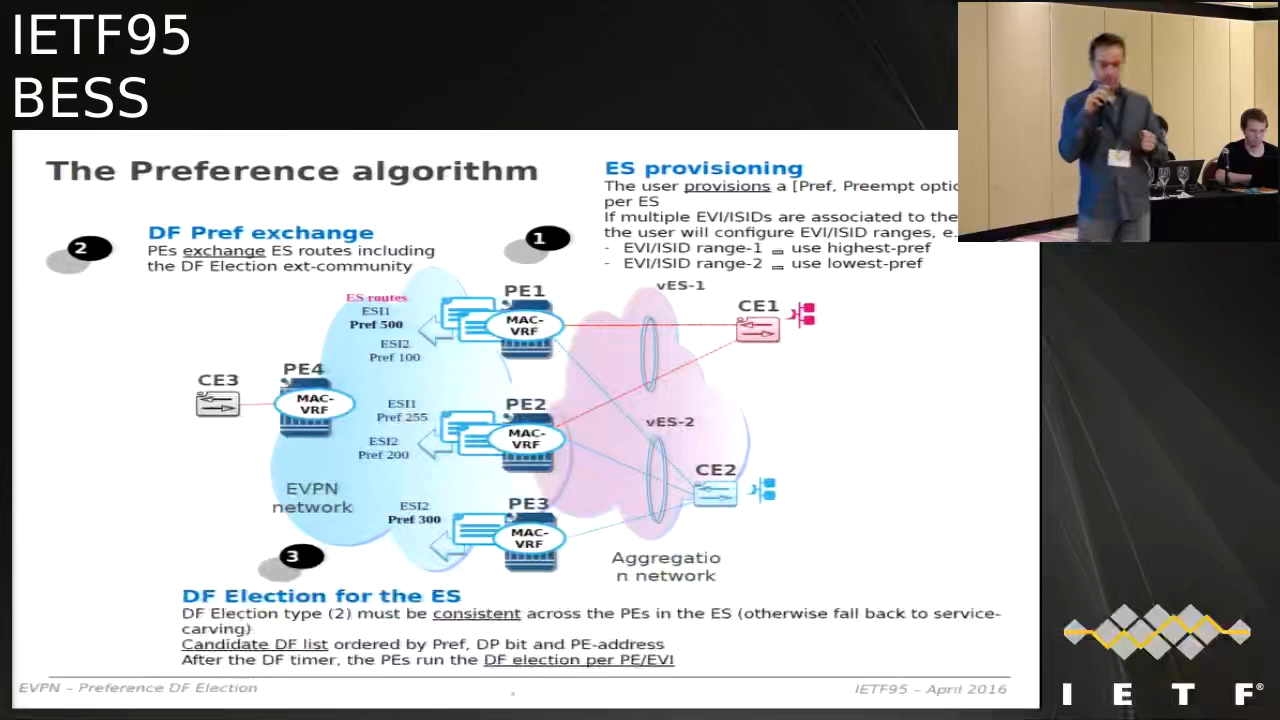 IETF95
BESS
The Preference algorithm
ES provisioning
The user provisions a [Pref, Preempt optio
per ES
If multiple EVI/ISIDs are associated to the
the user will configure EVI/ISID ranges, e.
- EVI/ISID range-1 use highest-pref
- EVI/ISID range-2 use lowest-pref
1
2
DF Pref exchange
PEs exchange ES routes including
the DF Election ext-community
ES routes
ESI1
Pref 500
ESI2
Pref 100
PE1
MAC-
VRF
vES-1
CE1
CE3
PE4
MAC-
VRF
ESI1
Pref 255
ESI2
Pref 200
PE2
MAC-
VRF
vES-2
CE2
EVPN
network
ESI2
Pref 300
PE3
MAC-
VRF
Aggregatio
n network
3
DF Election for the ES
DF Election type (2) must be consistent across the PEs in the ES (otherwise fall back to service-
carving)
Candidate DF list ordered by Pref, DP bit and PE-address
After the DF timer, the PEs run the DF election per PE/EVI
EVPN – Preference DF Election
IETF95 – April 2016
I E T F®